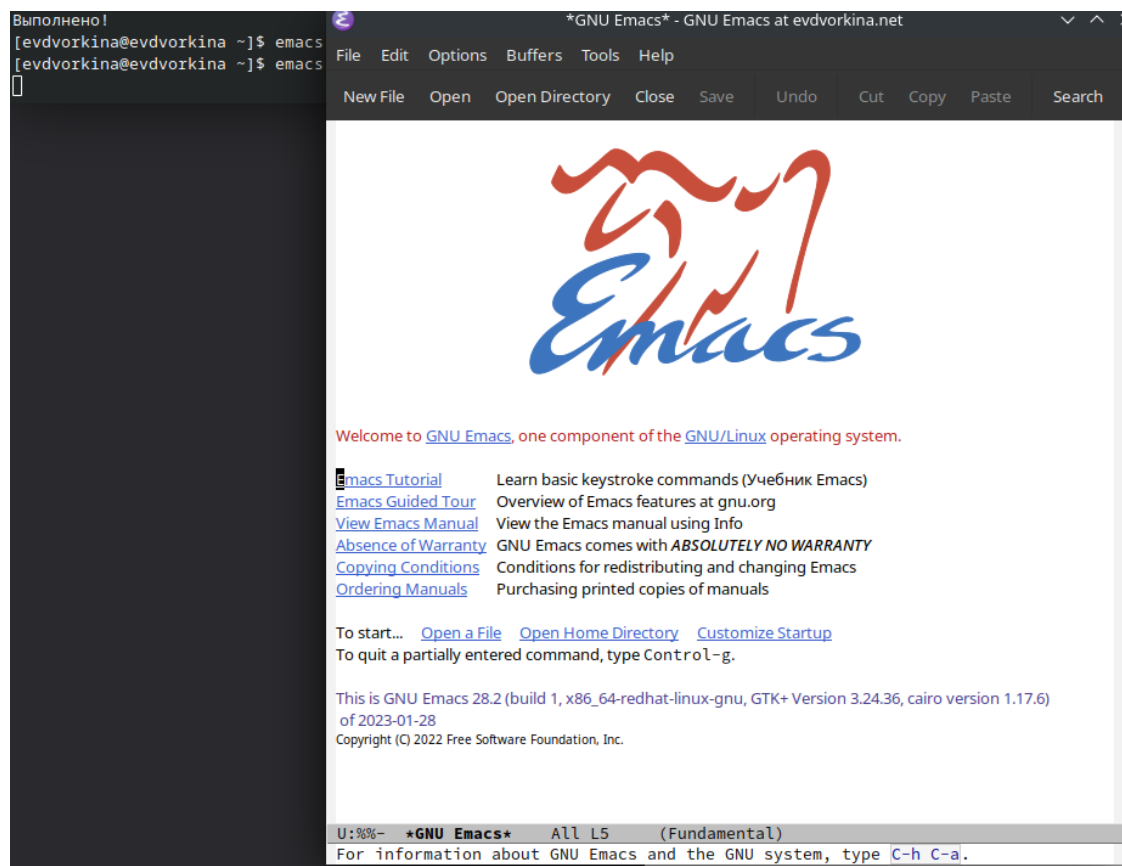 Выполнено!
[evdvorkina@evdvorkina ~]$ emacs
[evdvorkina@evdvorkina ~]$ emacs
*GNU Emacs* - GNU Emacs at evdvorkina.net
File Edit Options Buffers Tools Help
New File Open Open Directory Close Save Undo Cut Copy Paste Search
Emacs
Welcome to GNU Emacs, one component of the GNU/Linux operating system.
Emacs Tutorial Learn basic keystroke commands (Учебник Emacs)
Emacs Guided Tour Overview of Emacs features at gnu.org
View Emacs Manual View the Emacs manual using Info
Absence of Warranty GNU Emacs comes with ABSOLUTELY NO WARRANTY
Copying Conditions Conditions for redistributing and changing Emacs
Ordering Manuals Purchasing printed copies of manuals
To start... Open a File Open Home Directory Customize Startup
To quit a partially entered command, type Control-g.
This is GNU Emacs 28.2 (build 1, x86_64-redhat-linux-gnu, GTK+ Version 3.24.36, cairo version 1.17.6)
of 2023-01-28
Copyright (C) 2022 Free Software Foundation, Inc.
U:%%- *GNU Emacs* All L5 (Fundamental)
For information about GNU Emacs and the GNU system, type C-h C-a.